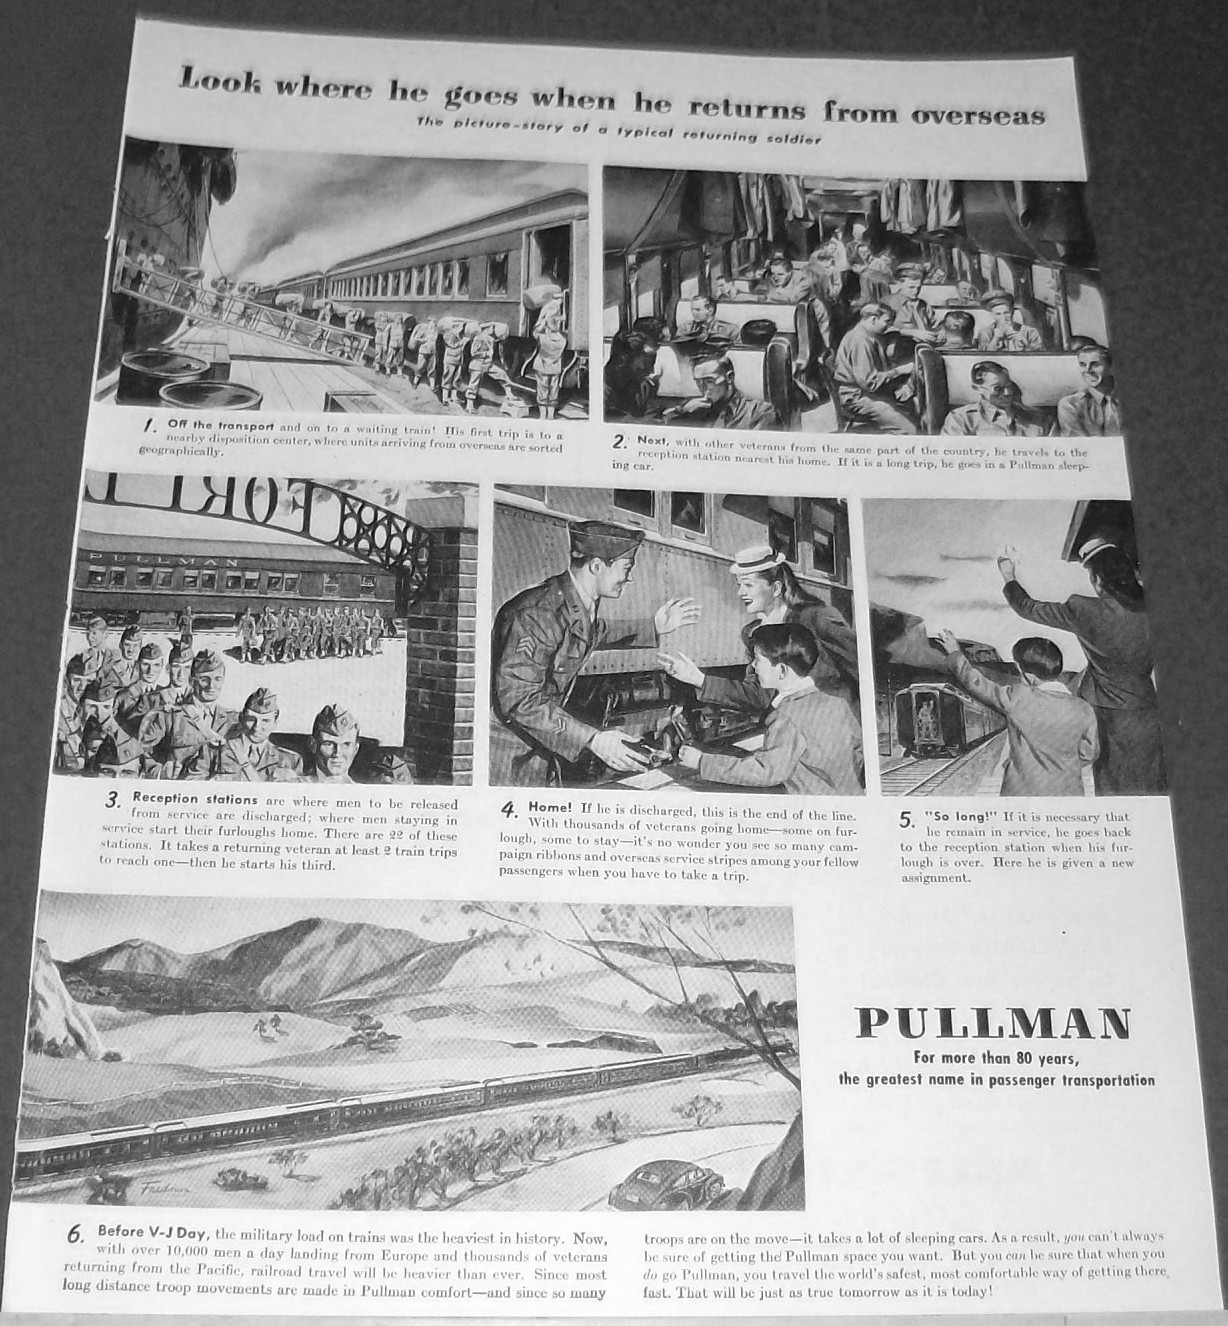 Look where he goes when he returns from overseas
The picture-story of a typical returning soldier
1. Off the transport and on to a waiting train! His first trip is to a
nearby disposition center, where units arriving from overseas are sorted
geographically.
2. Next, with other veterans from the same part of the country, he travels to the
reception station nearest his home. If it is a long trip, he goes in a Pullman sleep-
ing car.
FORT
PULLMAN
3. Reception stations are where men to be released
from service are discharged; where men staying in
service start their furloughs home. There are 22 of these
stations. It takes a returning veteran at least 2 train trips
to reach one—then he starts his third.
4. Home! If he is discharged, this is the end of the line.
With thousands of veterans going home—some on fur-
lough, some to stay—it's no wonder you see so many cam-
paign ribbons and overseas service stripes among your fellow
passengers when you have to take a trip.
5. "So long!" If it is necessary that
he remain in service, he goes back
to the reception station when his fur-
lough is over. Here he is given a new
assignment.
PULLMAN
For more than 80 years,
the greatest name in passenger transportation
6. Before V-J Day, the military load on trains was the heaviest in history. Now,
with over 10,000 men a day landing from Europe and thousands of veterans
returning from the Pacific, railroad travel will be heavier than ever. Since most
long distance troop movements are made in Pullman comfort—and since so many
troops are on the move—it takes a lot of sleeping cars. As a result, you can't always
be sure of getting the Pullman space you want. But you can be sure that when you
do go Pullman, you travel the world's safest, most comfortable way of getting there,
fast. That will be just as true tomorrow as it is today!